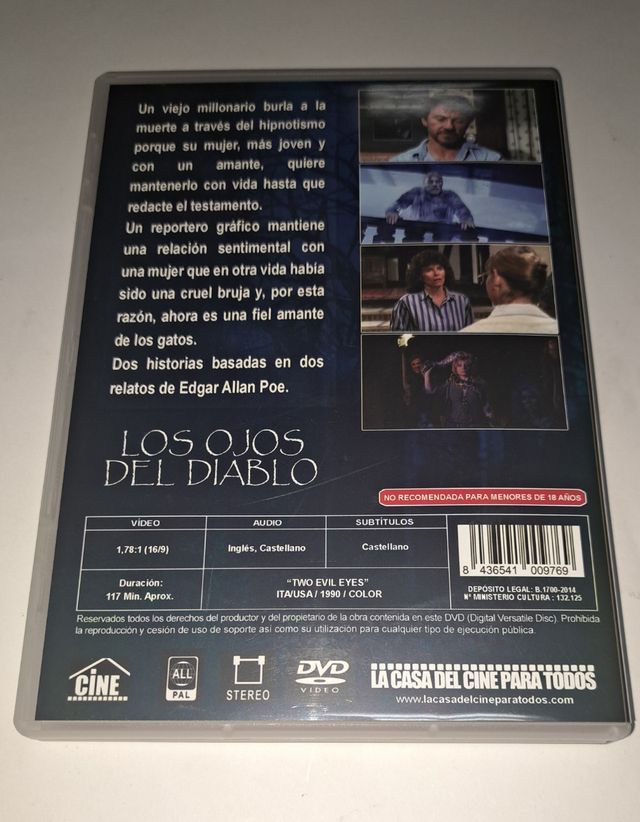 Un viejo millonario burla a la
muerte a través del hipnotismo
porque su mujer, más joven y
con un amante, quiere
mantenerlo con vida hasta que
redacte el testamento.
Un reportero gráfico mantiene
una relación sentimental con
una mujer que en otra vida había
sido una cruel bruja y, por esta
razón, ahora es una fiel amante
de los gatos.
Dos historias basadas en dos
relatos de Edgar Allan Poe.
LOS OJOS
DEL DIABLO
NO RECOMENDADA PARA MENORES DE 18 AÑOS
VÍDEO AUDIO SUBTÍTULOS
1,78:1 (16/9) Inglés, Castellano Castellano
Duración:
117 Min. Aprox.
"TWO EVIL EYES"
ITA/USA / 1990 / COLOR
8 436541 009769
DEPÓSITO LEGAL: B.1700-2014
Nº MINISTERIO CULTURA : 132.125
Reservados todos los derechos del productor y del propietario de la obra contenida en este DVD (Digital Versatile Disc). Prohibida
la reproducción y cesión de uso de soporte así como su utilización para cualquier tipo de ejecución pública.
CINE
ALL
PAL
STEREO
DVD
VIDEO
LA CASA DEL CINE PARA TODOS
www.lacasadelcineparatodos.com